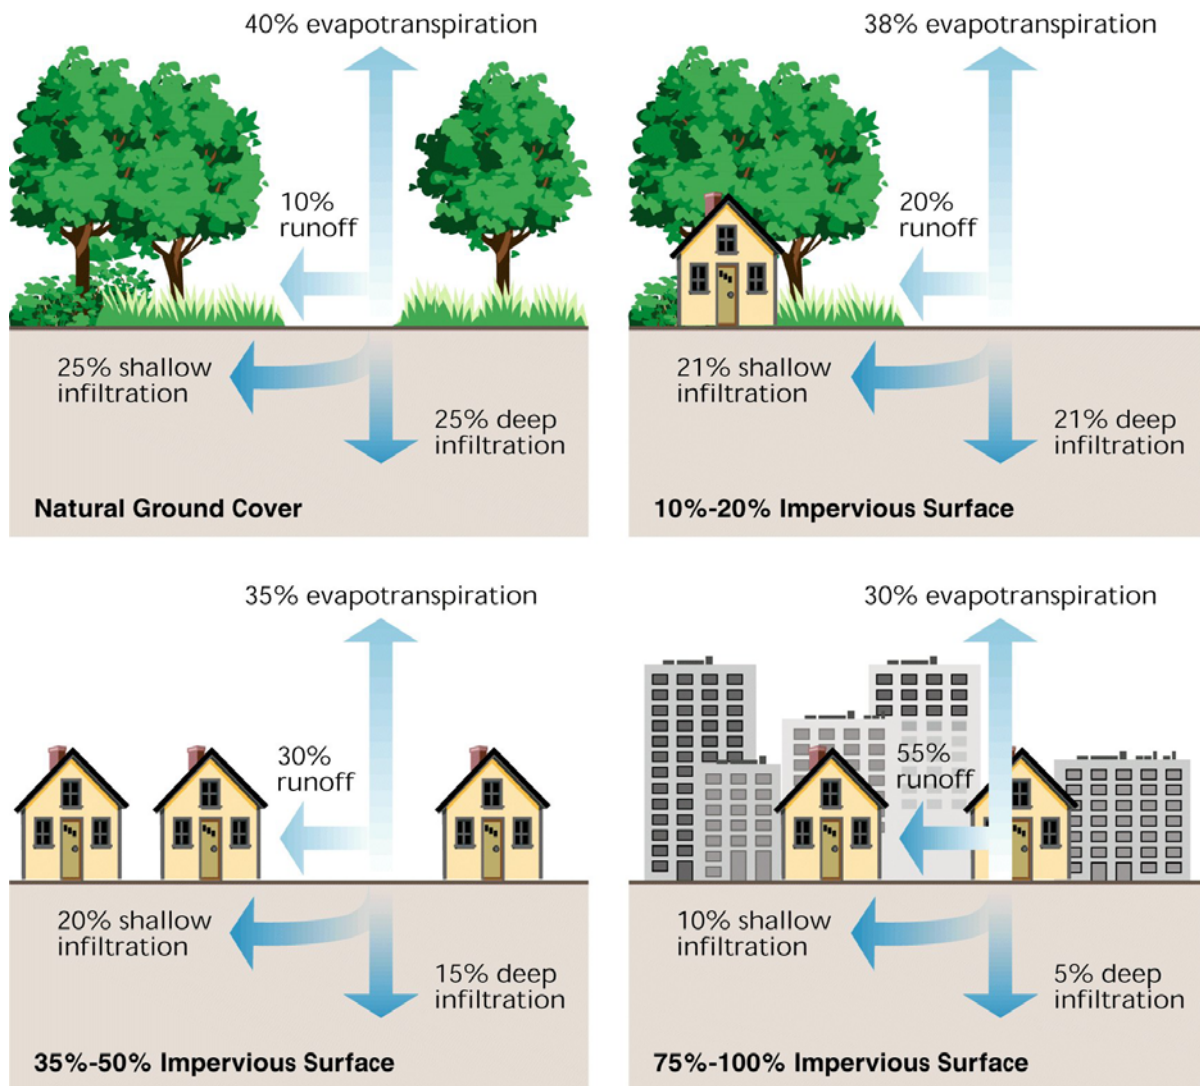 40% evapotranspiration
10%
runoff
25% shallow
infiltration
25% deep
infiltration
Natural Ground Cover
38% evapotranspiration
20%
runoff
21% shallow
infiltration
21% deep
infiltration
10%-20% Impervious Surface
35% evapotranspiration
30%
runoff
20% shallow
infiltration
15% deep
infiltration
35%-50% Impervious Surface
30% evapotranspiration
55%
runoff
10% shallow
infiltration
5% deep
infiltration
75%-100% Impervious Surface